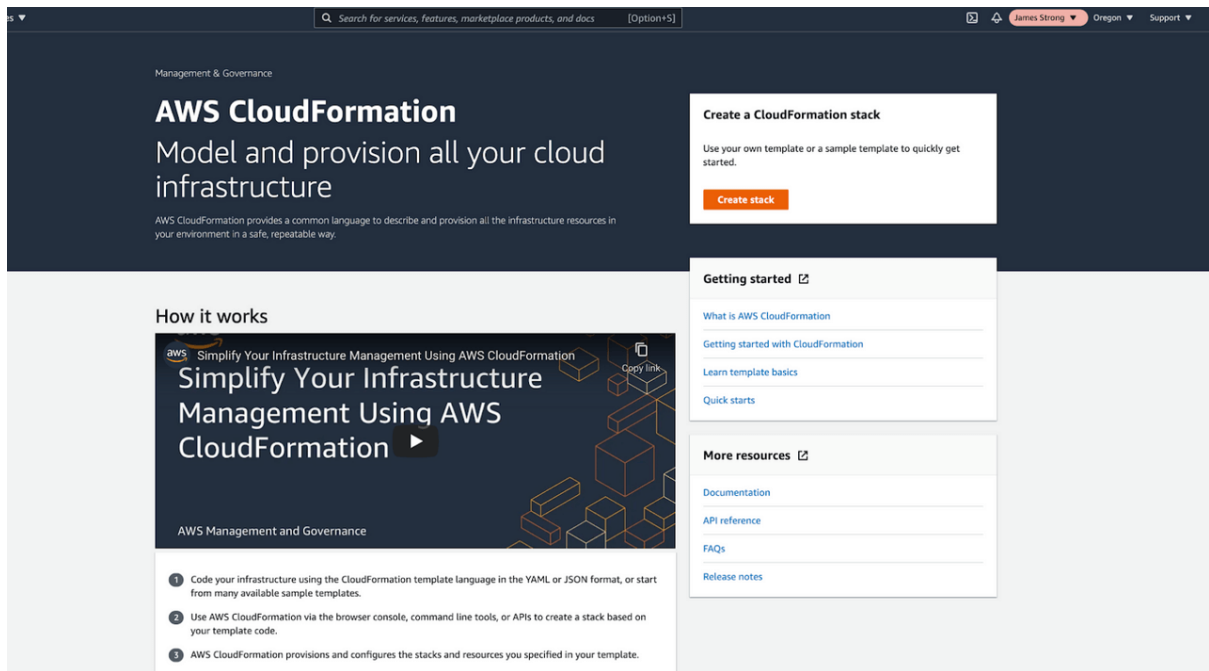 Search for services, features, marketplace products, and docs [Option+S]
James Strong ▼ Oregon ▼ Support ▼
Management & Governance
AWS CloudFormation
Model and provision all your cloud
infrastructure
AWS CloudFormation provides a common language to describe and provision all the infrastructure resources in
your environment in a safe, repeatable way.
Create a CloudFormation stack
Use your own template or a sample template to quickly get
started.
Create stack
How it works
aws
Simplify Your Infrastructure Management Using AWS CloudFormation
Copy link
Simplify Your Infrastructure
Management Using AWS
CloudFormation
AWS Management and Governance
1 Code your infrastructure using the CloudFormation template language in the YAML or JSON format, or start
from many available sample templates.
2 Use AWS CloudFormation via the browser console, command line tools, or APIs to create a stack based on
your template code.
3 AWS CloudFormation provisions and configures the stacks and resources you specified in your template.
Getting started
What is AWS CloudFormation
Getting started with CloudFormation
Learn template basics
Quick starts
More resources
Documentation
API reference
FAQs
Release notes